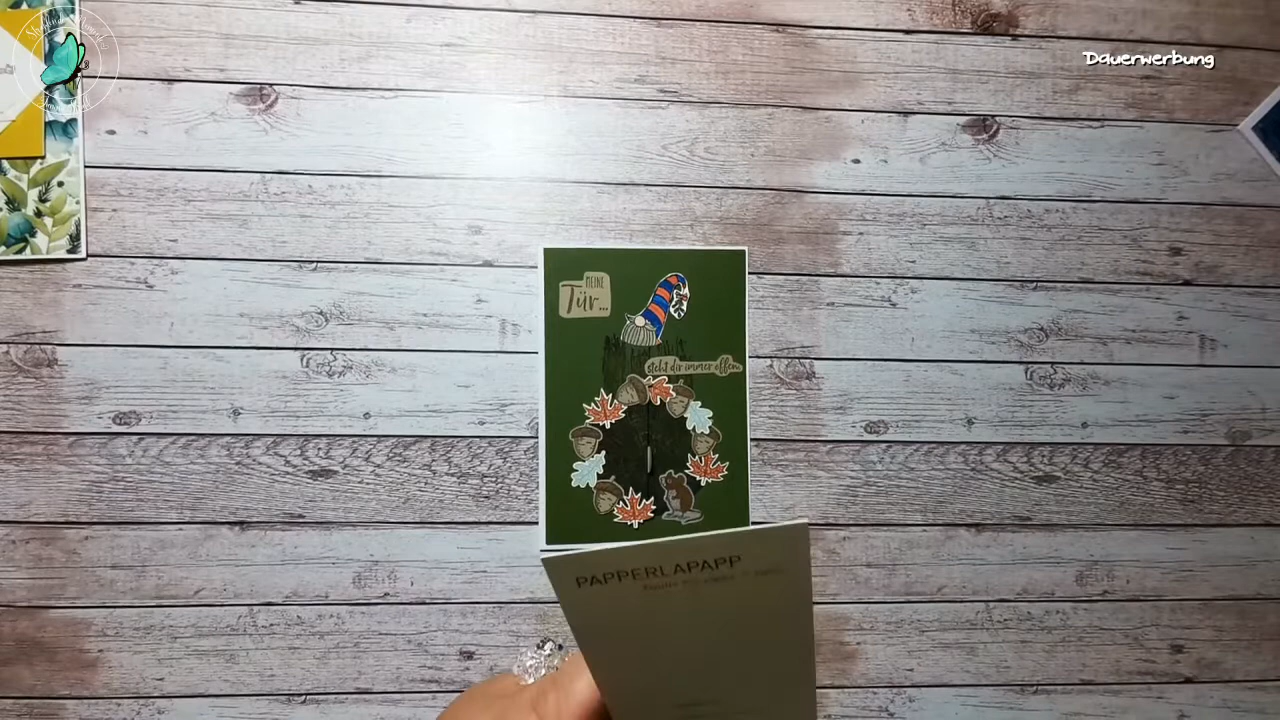 Dauerwerbung
MEINE
Tür...
steht dir immer offen.
PAPPERLAPAPP